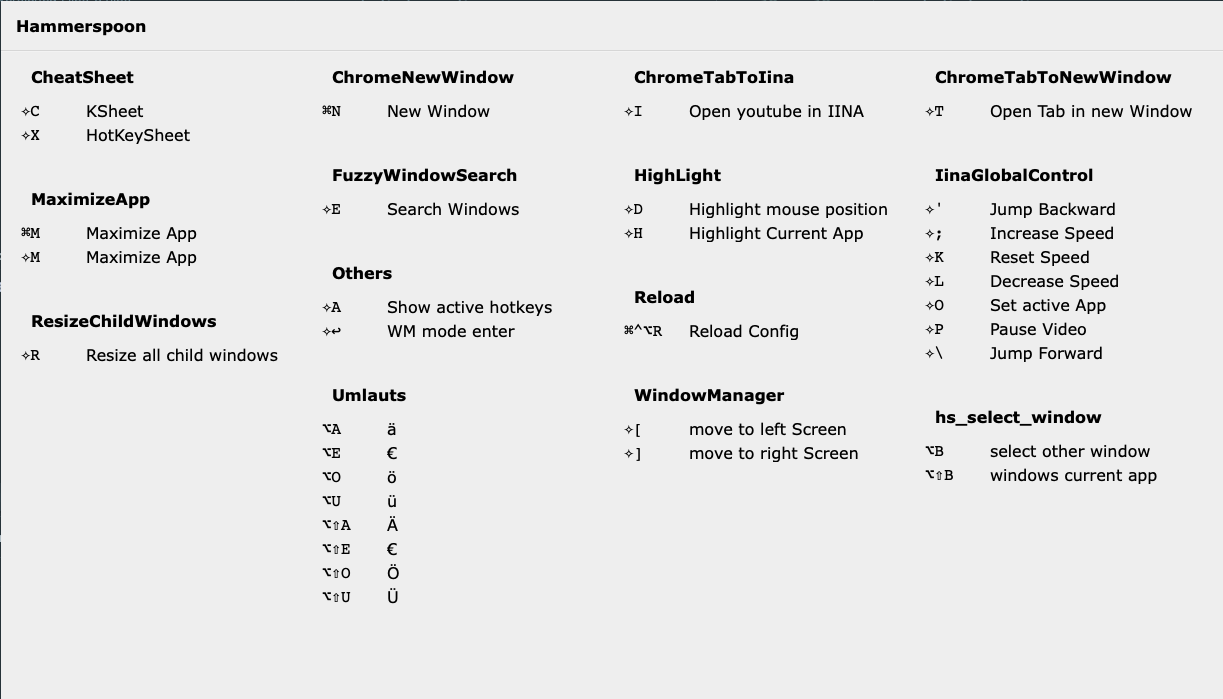 Hammerspoon
CheatSheet
✧C KSheet
✧X HotKeySheet
MaximizeApp
⌘M Maximize App
✧M Maximize App
ResizeChildWindows
✧R Resize all child windows
ChromeNewWindow
⌘N New Window
FuzzyWindowSearch
✧E Search Windows
Others
✧A Show active hotkeys
✧↩ WM mode enter
Umlauts
⌥A ä
⌥E €
⌥O ö
⌥U ü
⌥⇧A Ä
⌥⇧E €
⌥⇧O Ö
⌥⇧U Ü
ChromeTabToIina
✧I Open youtube in IINA
HighLight
✧D Highlight mouse position
✧H Highlight Current App
Reload
⌘^⌥R Reload Config
WindowManager
✧[ move to left Screen
✧] move to right Screen
ChromeTabToNewWindow
✧T Open Tab in new Window
IinaGlobalControl
✧' Jump Backward
✧; Increase Speed
✧K Reset Speed
✧L Decrease Speed
✧O Set active App
✧P Pause Video
✧\ Jump Forward
hs_select_window
⌥B select other window
⌥⇧B windows current app